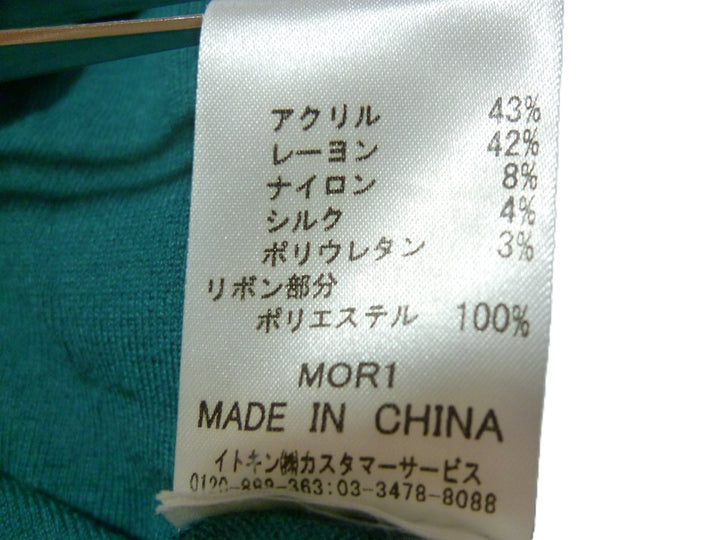 アクリル 43%
レーヨン 42%
ナイロン 8%
シルク 4%
ポリウレタン 3%
リボン部分
ポリエステル 100%
MOR1
MADE IN CHINA
イトキン㈱カスタマーサービス
0120-888-363:03-3478-8088